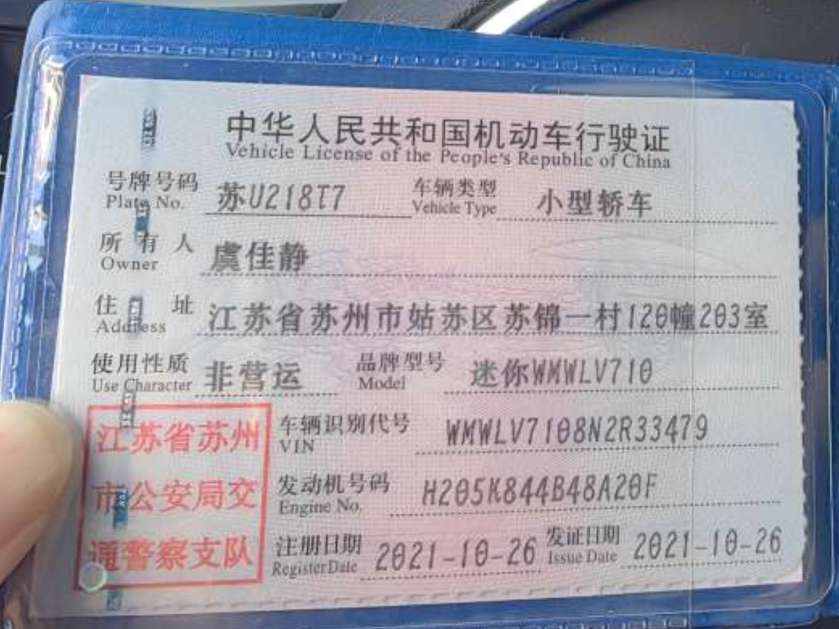 中华人民共和国机动车行驶证
Vehicle License of the People's Republic of China
号牌号码 苏U218T7 车辆类型 小型轿车
Plate No. Vehicle Type
所有人 虞佳静
Owner
住址 江苏省苏州市姑苏区苏锦一村120幢203室
Address
使用性质 非营运 品牌型号 迷你WMWLV710
Use Character Model
江苏省苏州 车辆识别代号 WMWLV7108N2R33479
VIN
市公安局交 发动机号码 H205K844B48A20F
Engine No.
通警察支队 注册日期 2021-10-26 发证日期 2021-10-26
Register Date Issue Date